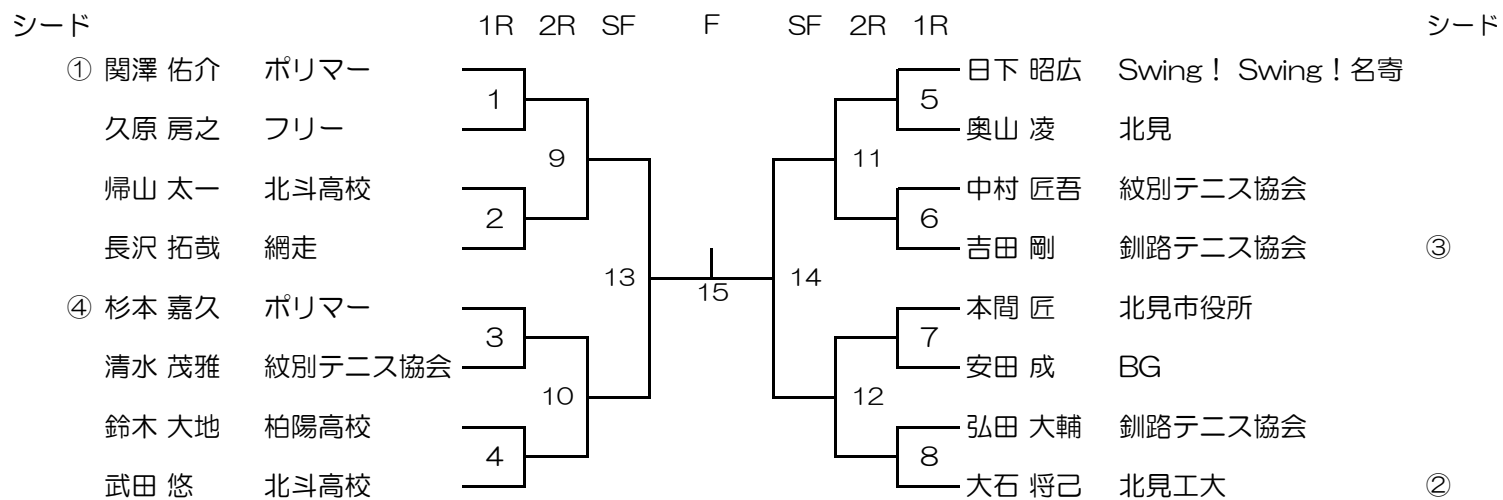 シード 1R 2R SF F SF 2R 1R シード
① 関澤 佑介 ポリマー 日下 昭広 Swing! Swing!名寄
1 5
久原 房之 フリー 奥山 凌 北見
9 11
帰山 太一 北斗高校 中村 匠吾 紋別テニス協会
2 6
長沢 拓哉 網走 吉田 剛 釧路テニス協会 ③
13 14
15
④ 杉本 嘉久 ポリマー 本間 匠 北見市役所
3 7
清水 茂雅 紋別テニス協会 安田 成 BG
10 12
鈴木 大地 柏陽高校 弘田 大輔 釧路テニス協会
4 8
武田 悠 北斗高校 大石 将己 北見工大 ②